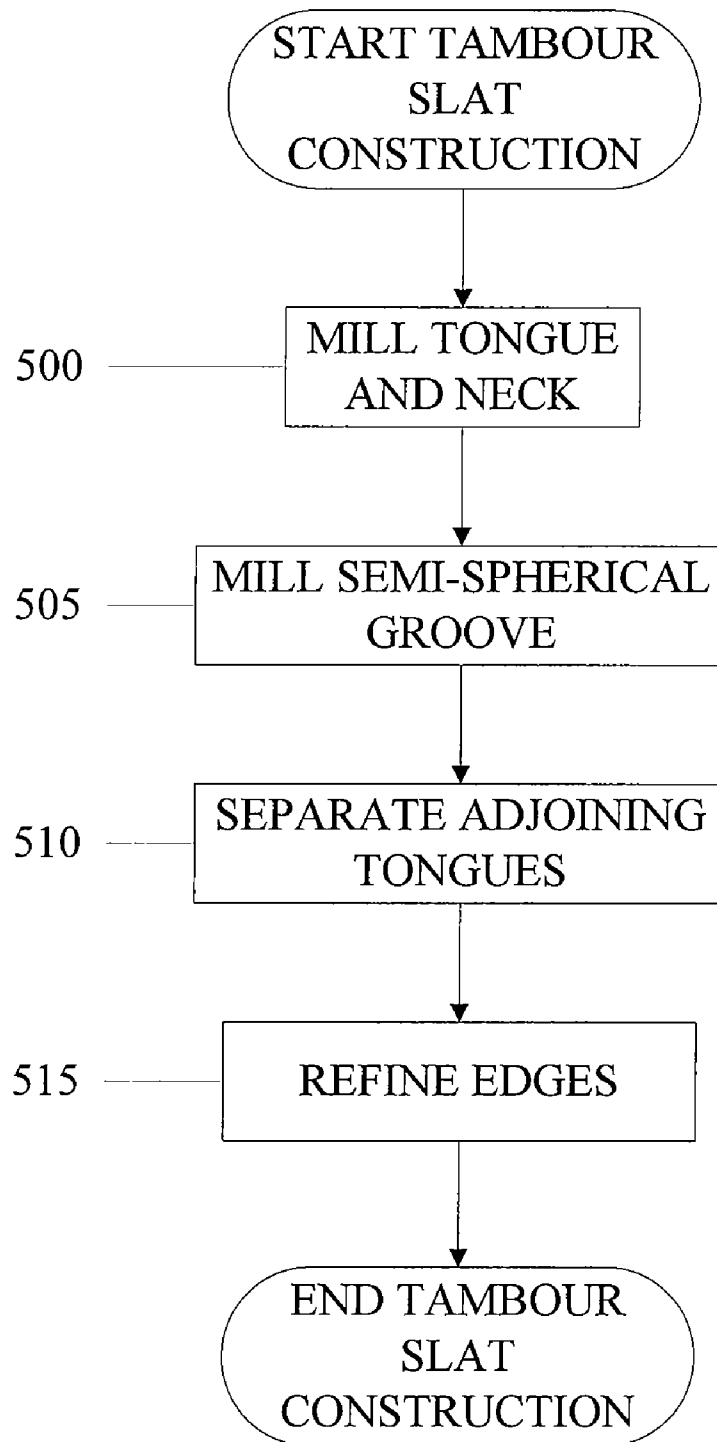 START TAMBOUR
SLAT
CONSTRUCTION
500
MILL TONGUE
AND NECK
505
MILL SEMI-SPHERICAL
GROOVE
510
SEPARATE ADJOINING
TONGUES
515
REFINE EDGES
END TAMBOUR
SLAT
CONSTRUCTION